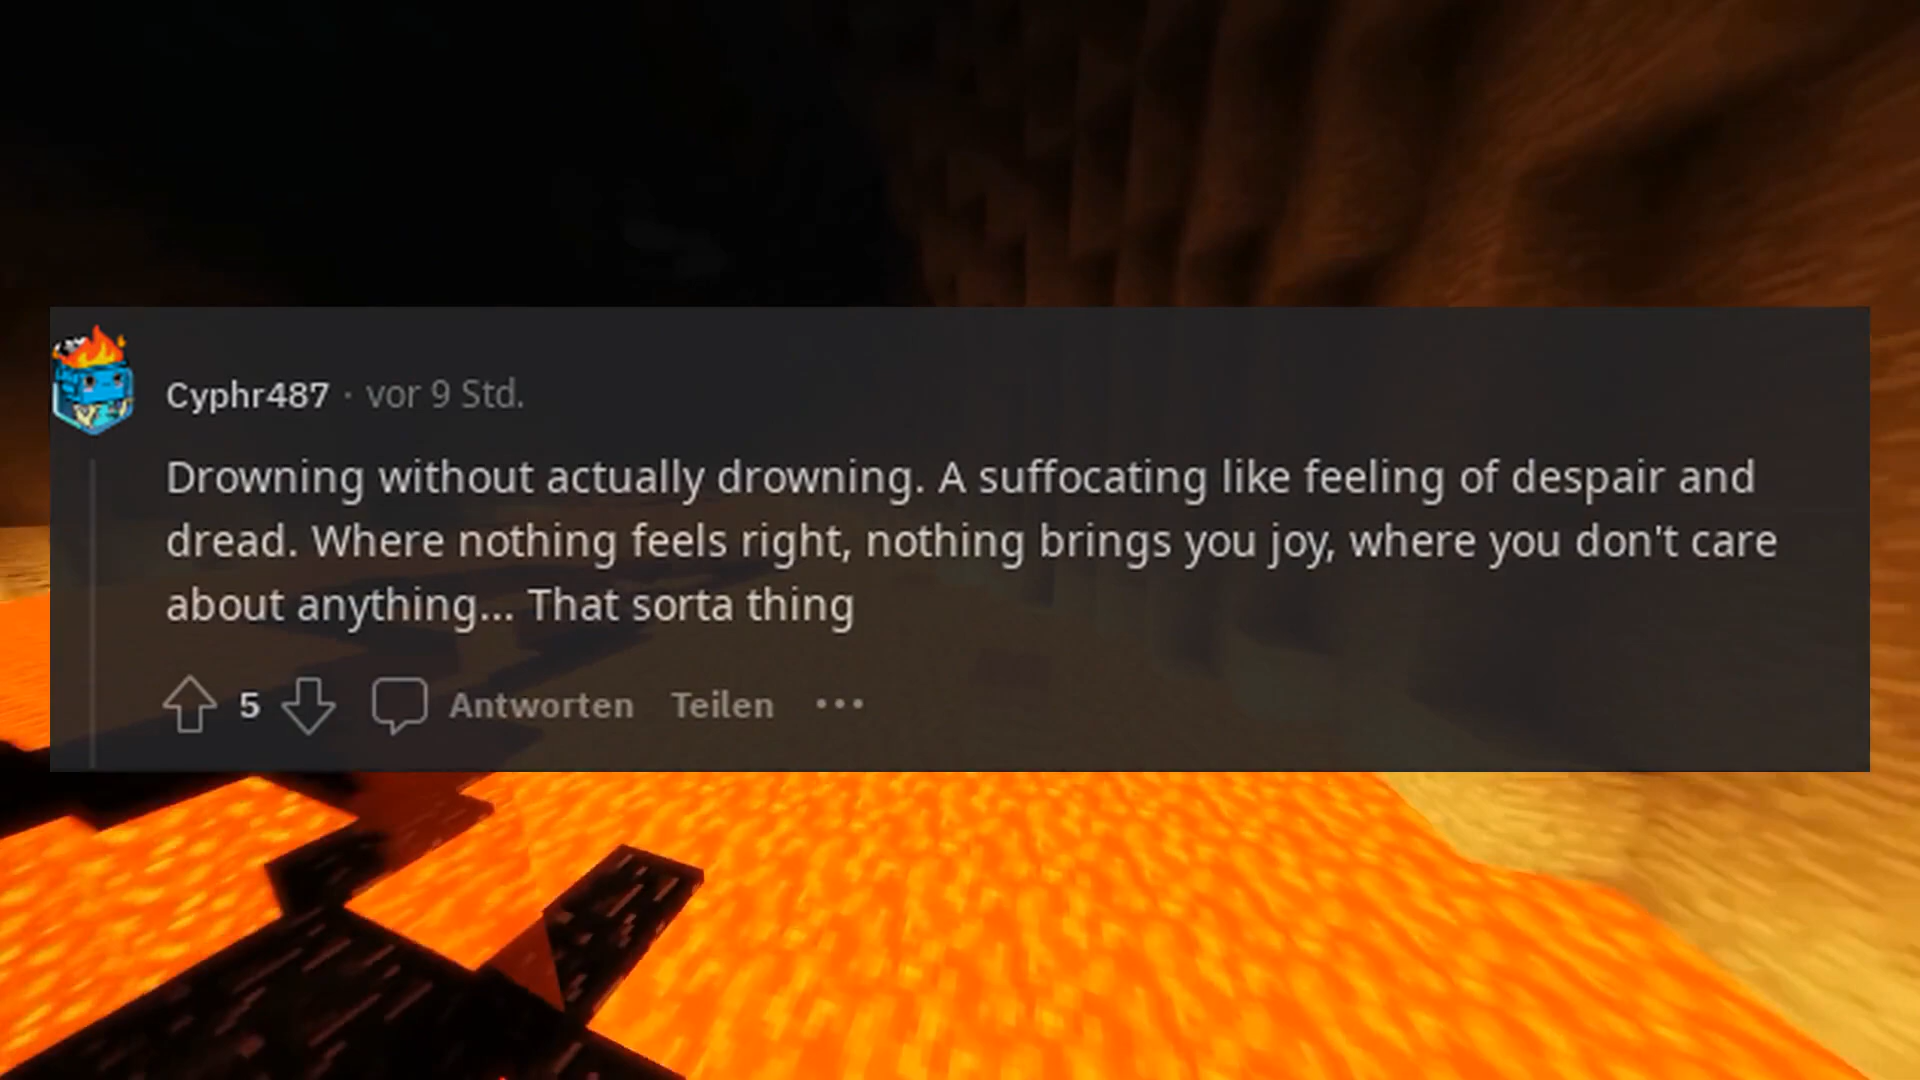 Cyphr487 · vor 9 Std.
Drowning without actually drowning. A suffocating like feeling of despair and
dread. Where nothing feels right, nothing brings you joy, where you don't care
about anything... That sorta thing
5 Antworten Teilen ...